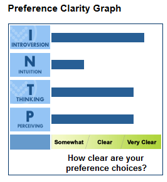 Preference Clarity Graph
I
INTROVERSION
N
INTUITION
T
THINKING
P
PERCEIVING
Somewhat Clear Very Clear
How clear are your
preference choices?